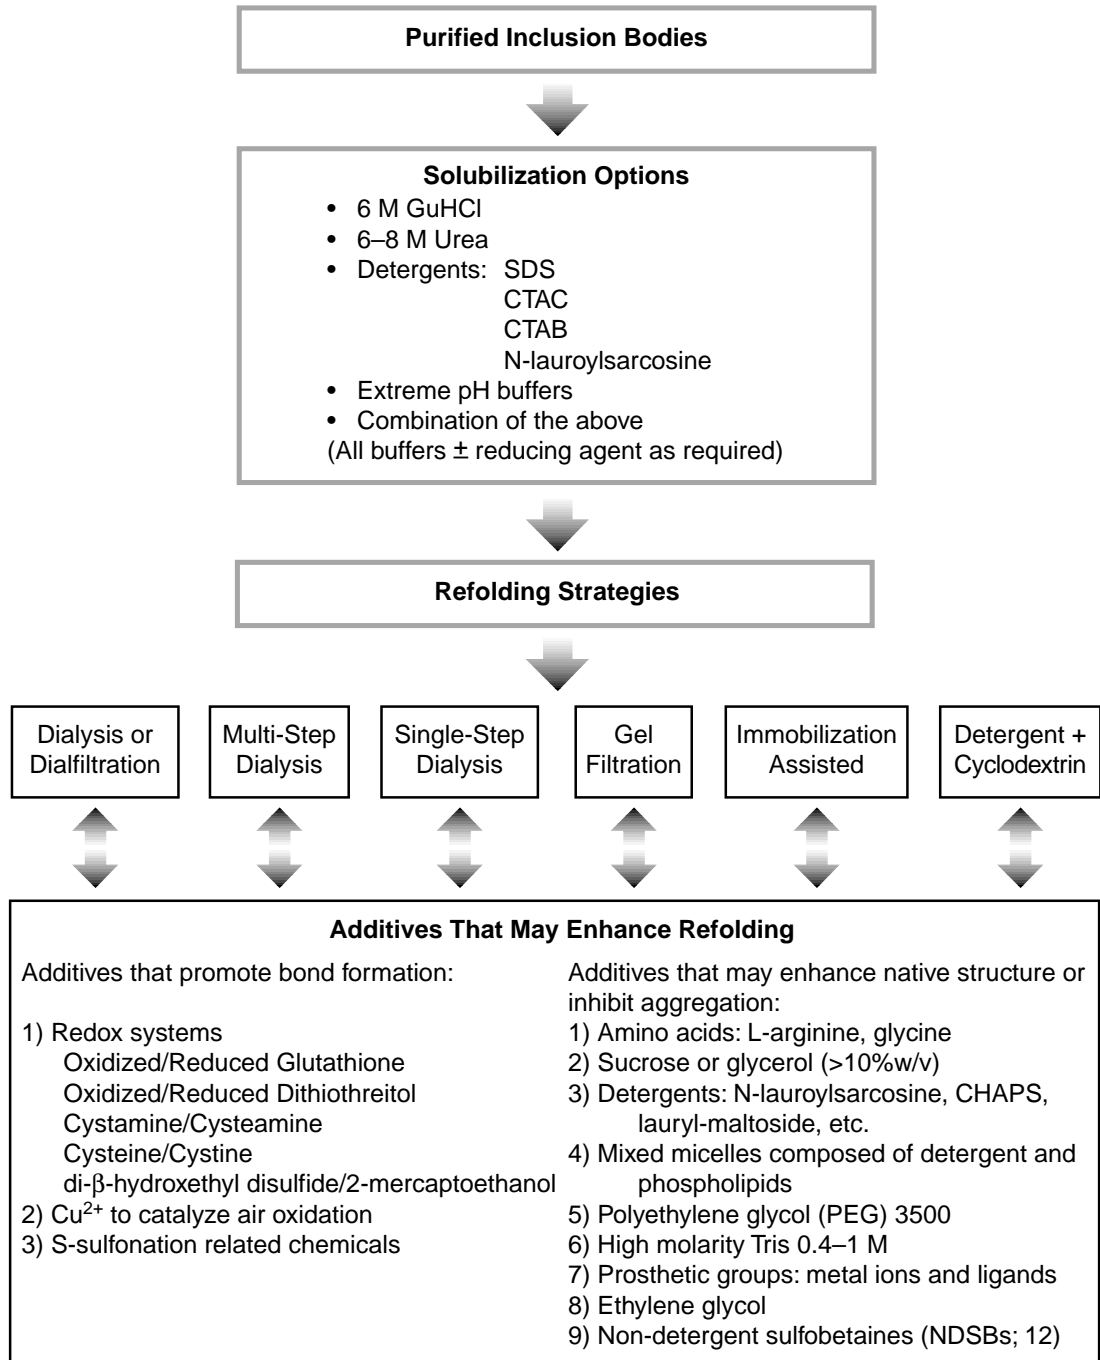 Purified Inclusion Bodies
Solubilization Options
• 6 M GuHCl
• 6–8 M Urea
• Detergents: SDS
CTAC
CTAB
N-lauroylsarcosine
• Extreme pH buffers
• Combination of the above
(All buffers ± reducing agent as required)
Refolding Strategies
Dialysis or
Dialfiltration
Multi-Step
Dialysis
Single-Step
Dialysis
Gel
Filtration
Immobilization
Assisted
Detergent +
Cyclodextrin
Additives That May Enhance Refolding
Additives that promote bond formation:
1) Redox systems
Oxidized/Reduced Glutathione
Oxidized/Reduced Dithiothreitol
Cystamine/Cysteamine
Cysteine/Cystine
di-β-hydroxethyl disulfide/2-mercaptoethanol
2) Cu²⁺ to catalyze air oxidation
3) S-sulfonation related chemicals
Additives that may enhance native structure or
inhibit aggregation:
1) Amino acids: L-arginine, glycine
2) Sucrose or glycerol (>10%w/v)
3) Detergents: N-lauroylsarcosine, CHAPS,
lauryl-maltoside, etc.
4) Mixed micelles composed of detergent and
phospholipids
5) Polyethylene glycol (PEG) 3500
6) High molarity Tris 0.4–1 M
7) Prosthetic groups: metal ions and ligands
8) Ethylene glycol
9) Non-detergent sulfobetaines (NDSBs; 12)